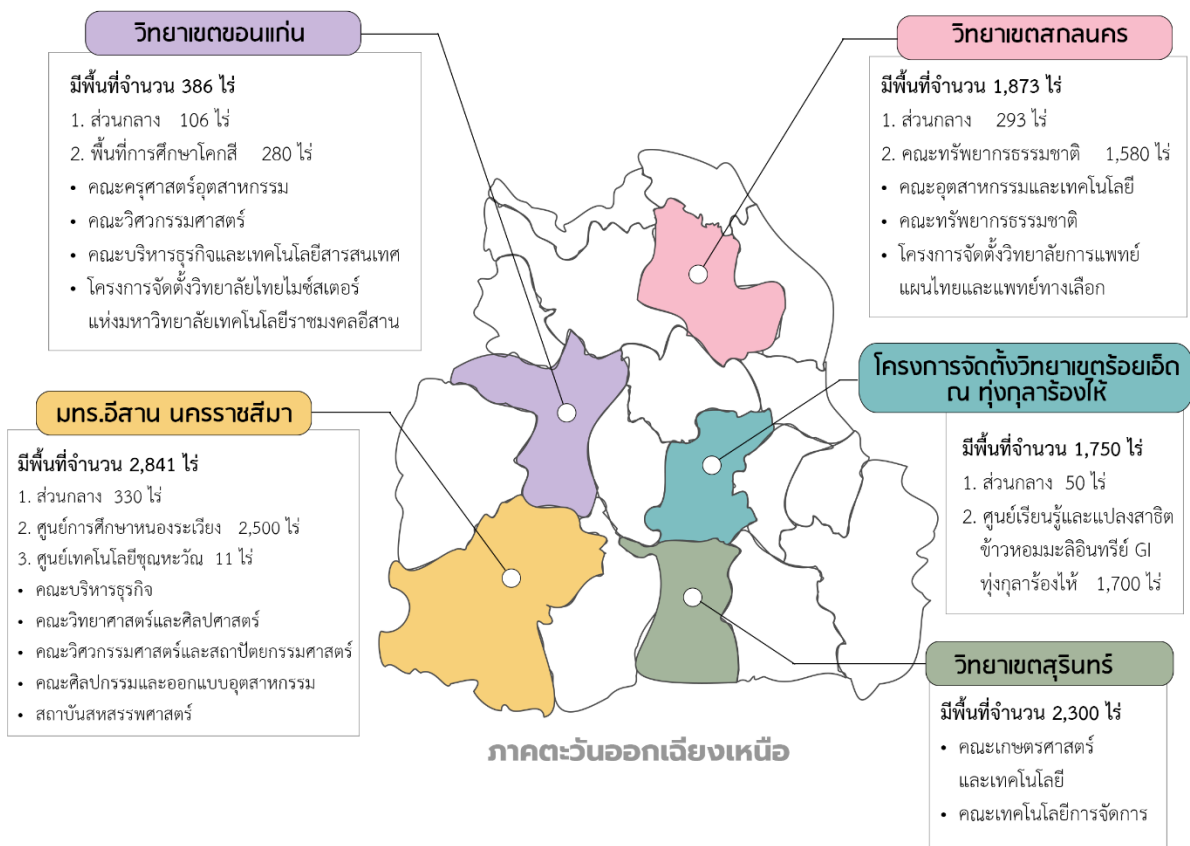 วิทยาเขตขอนแก่น
มีพื้นที่จำนวน 386 ไร่
1. ส่วนกลาง 106 ไร่
2. พื้นที่การศึกษาโคกสี 280 ไร่
• คณะครุศาสตร์อุตสาหกรรม
• คณะวิศวกรรมศาสตร์
• คณะบริหารธุรกิจและเทคโนโลยีสารสนเทศ
• โครงการจัดตั้งวิทยาลัยไทยไมซ์สเตอร์
แห่งมหาวิทยาลัยเทคโนโลยีราชมงคลอีสาน
วิทยาเขตสกลนคร
มีพื้นที่จำนวน 1,873 ไร่
1. ส่วนกลาง 293 ไร่
2. คณะทรัพยากรธรรมชาติ 1,580 ไร่
• คณะอุตสาหกรรมและเทคโนโลยี
• คณะทรัพยากรธรรมชาติ
• โครงการจัดตั้งวิทยาลัยการแพทย์
แผนไทยและแพทย์ทางเลือก
มทร.อีสาน นครราชสีมา
มีพื้นที่จำนวน 2,841 ไร่
1. ส่วนกลาง 330 ไร่
2. ศูนย์การศึกษาหนองระเวียง 2,500 ไร่
3. ศูนย์เทคโนโลยีชุณหะวัณ 11 ไร่
• คณะบริหารธุรกิจ
• คณะวิทยาศาสตร์และศิลปศาสตร์
• คณะวิศวกรรมศาสตร์และสถาปัตยกรรมศาสตร์
• คณะศิลปกรรมและออกแบบอุตสาหกรรม
• สถาบันสหสรรพศาสตร์
โครงการจัดตั้งวิทยาเขตร้อยเอ็ด
ณ ทุ่งกุลาร้องไห้
มีพื้นที่จำนวน 1,750 ไร่
1. ส่วนกลาง 50 ไร่
2. ศูนย์เรียนรู้และแปลงสาธิต
ข้าวหอมมะลิอินทรีย์ GI
ทุ่งกุลาร้องไห้ 1,700 ไร่
วิทยาเขตสุรินทร์
มีพื้นที่จำนวน 2,300 ไร่
• คณะเกษตรศาสตร์
และเทคโนโลยี
• คณะเทคโนโลยีการจัดการ
ภาคตะวันออกเฉียงเหนือ